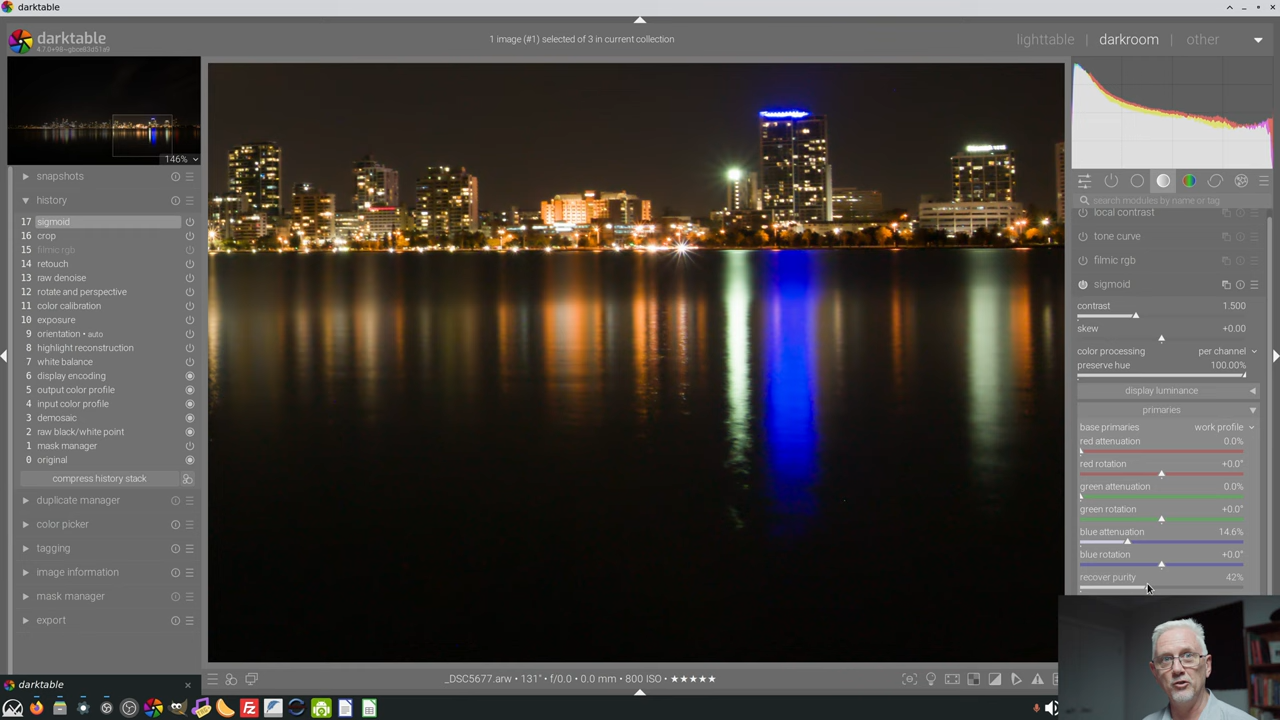 darktable
darktable
4.7.0+96~gbce83d51a9
1 image (#1) selected of 3 in current collection
lighttable | darkroom | other
146%
snapshots
history
17 sigmoid
16 crop
15 filmic rgb
14 retouch
13 raw denoise
12 rotate and perspective
11 color calibration
10 exposure
9 orientation • auto
8 highlight reconstruction
7 white balance
6 display encoding
5 output color profile
4 input color profile
3 demosaic
2 raw black/white point
1 mask manager
0 original
compress history stack
duplicate manager
color picker
tagging
image information
mask manager
export
search modules by name or tag
local contrast
tone curve
filmic rgb
sigmoid
contrast 1.500
skew +0.00
color processing per channel
preserve hue 100.00%
display luminance
primaries
base primaries work profile
red attenuation 0.0%
red rotation +0.0°
green attenuation 0.0%
green rotation +0.0°
blue attenuation 14.6%
blue rotation +0.0°
recover purity 42%
_DSC5677.arw • 131" • f/0.0 • 0.0 mm • 800 ISO • ★★★★★
darktable